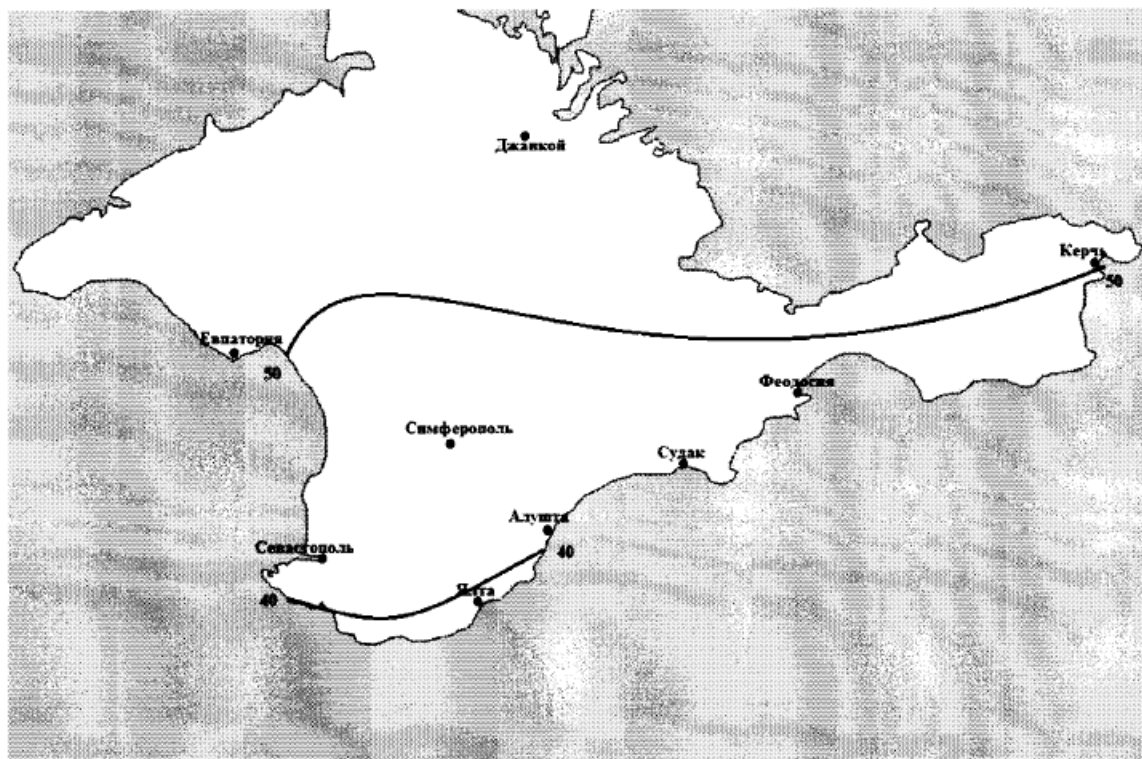 Джанкой
Керчь
50
Евпатория
50
Феодосия
Симферополь
Судак
Алушта
40
Севастополь
Ялта
40